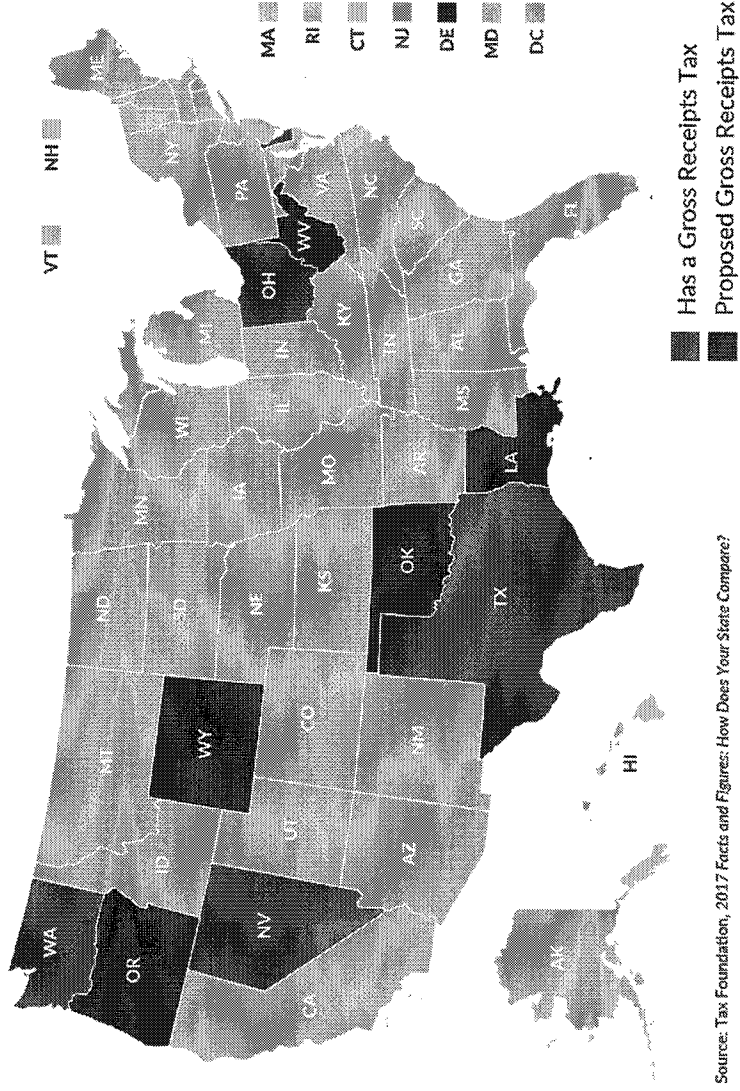 WA
VT
NH
ME
MT
ND
OR
MN
ID
NY
SD
WI
WY
MI
IA
PA
NV
NE
OH
MA
UT
IL
IN
CA
CO
WV
RI
KS
MO
VA
KY
CT
TN
NC
NJ
AZ
NM
OK
AR
SC
DE
MS
AL
GA
TX
LA
MD
DC
AK
FL
HI
Has a Gross Receipts Tax
Proposed Gross Receipts Tax
Source: Tax Foundation, 2017 Facts and Figures: How Does Your State Compare?